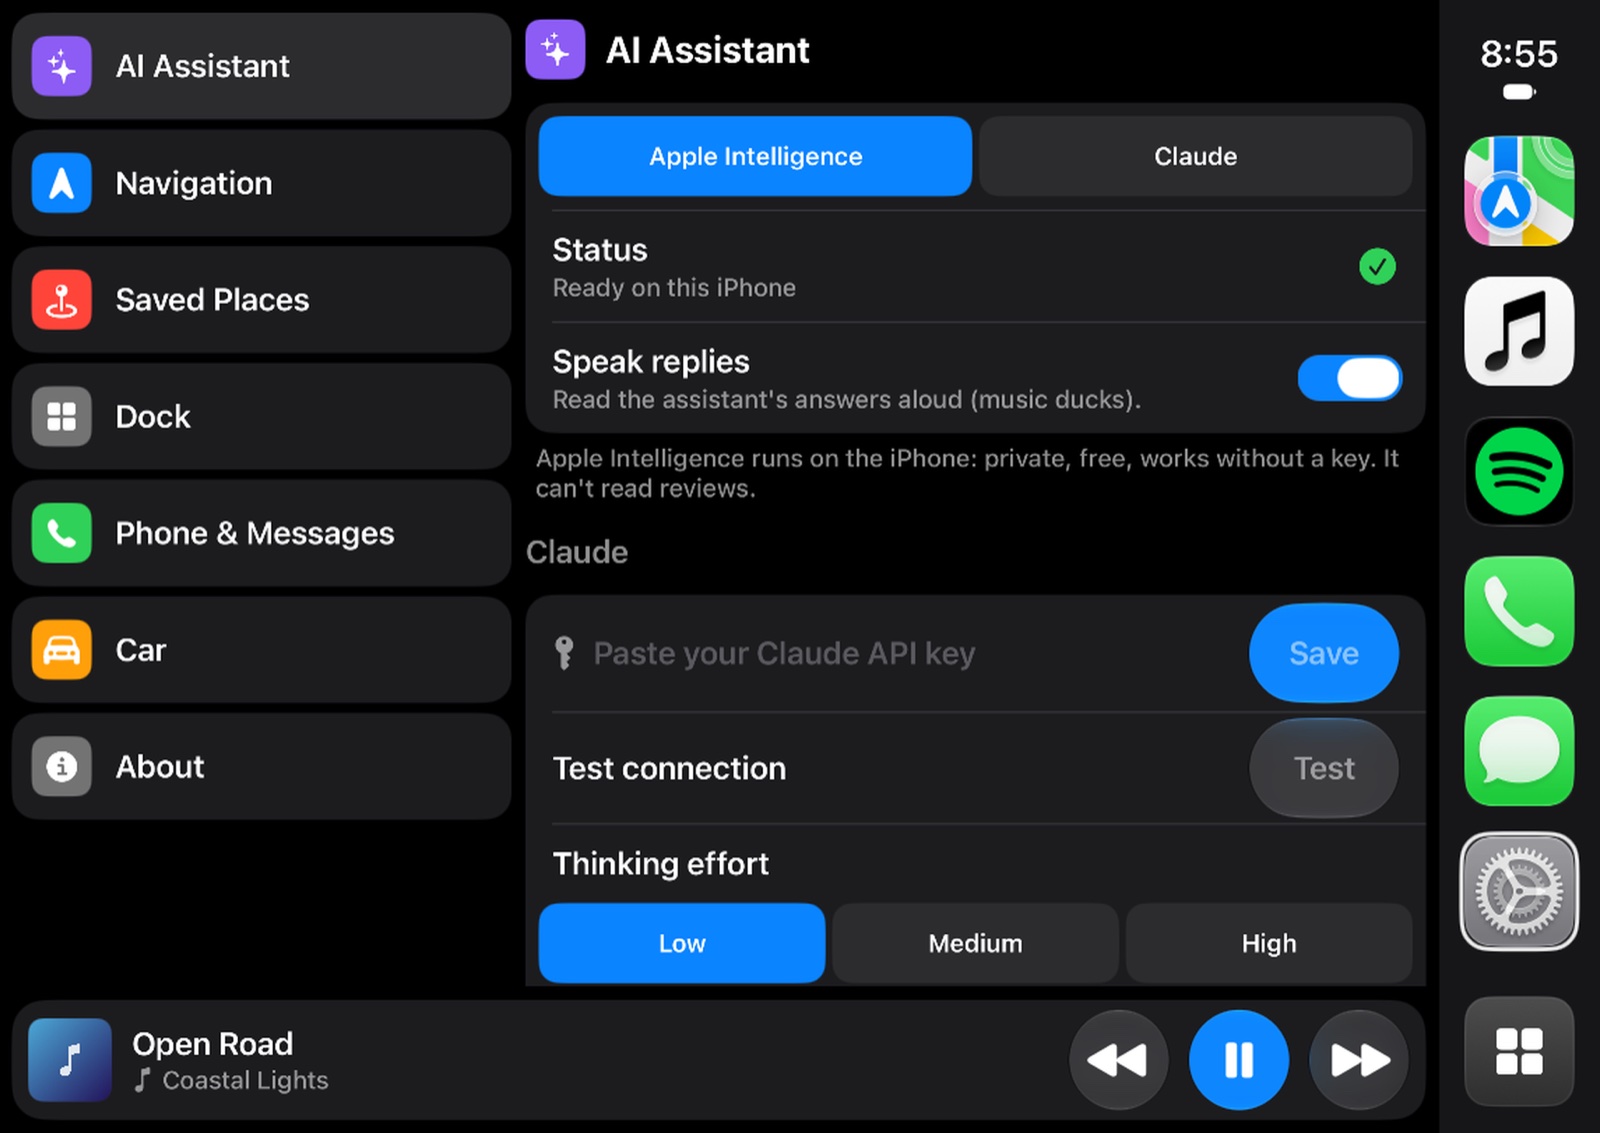 AI Assistant
Navigation
Saved Places
Dock
Phone & Messages
Car
About
AI Assistant
Apple Intelligence
Claude
Status
Ready on this iPhone
Speak replies
Read the assistant's answers aloud (music ducks).
Apple Intelligence runs on the iPhone: private, free, works without a key. It
can't read reviews.
Claude
Paste your Claude API key
Save
Test connection
Test
Thinking effort
Low
Medium
High
Open Road
Coastal Lights
8:55